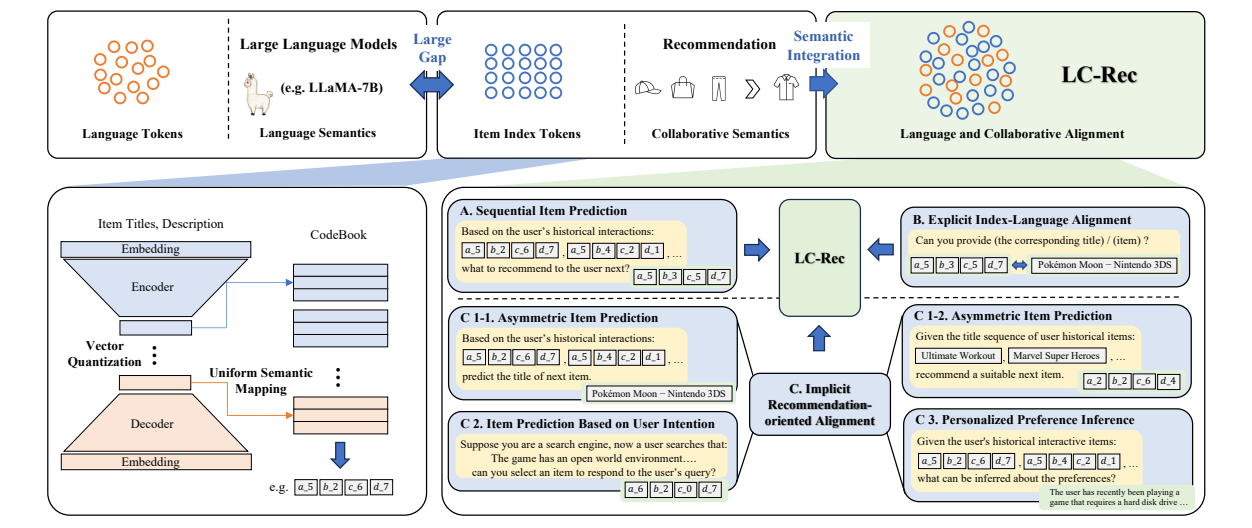 Large Language Models
(e.g. LLaMA-7B)
Language Tokens
Language Semantics
Large
Gap
Item Index Tokens
Recommendation
Collaborative Semantics
Semantic
Integration
LC-Rec
Language and Collaborative Alignment
Item Titles, Description
CodeBook
Embedding
Encoder
Vector
Quantization
Uniform Semantic
Mapping
Decoder
Embedding
e.g. a_5 b_2 c_6 d_7
A. Sequential Item Prediction
Based on the user's historical interactions:
a_5 b_2 c_6 d_7 , a_5 b_4 c_2 d_1 , ...
what to recommend to the user next?
a_5 b_3 c_5 d_7
LC-Rec
B. Explicit Index-Language Alignment
Can you provide (the corresponding title) / (item) ?
a_5 b_3 c_5 d_7 Pokémon Moon − Nintendo 3DS
C 1-1. Asymmetric Item Prediction
Based on the user's historical interactions:
a_5 b_2 c_6 d_7 , a_5 b_4 c_2 d_1 , ...
predict the title of next item.
Pokémon Moon − Nintendo 3DS
C 1-2. Asymmetric Item Prediction
Given the title sequence of user historical items:
Ultimate Workout , Marvel Super Heroes , ...
recommend a suitable next item.
a_2 b_2 c_6 d_4
C. Implicit
Recommendation-
oriented Alignment
C 2. Item Prediction Based on User Intention
Suppose you are a search engine, now a user searches that:
The game has an open world environment….
can you select an item to respond to the user's query?
a_6 b_2 c_0 d_7
C 3. Personalized Preference Inference
Given the user's historical interactive items:
a_5 b_2 c_6 d_7 , a_5 b_4 c_2 d_1 , ...
what can be inferred about the preferences?
The user has recently been playing a
game that requires a hard disk drive …